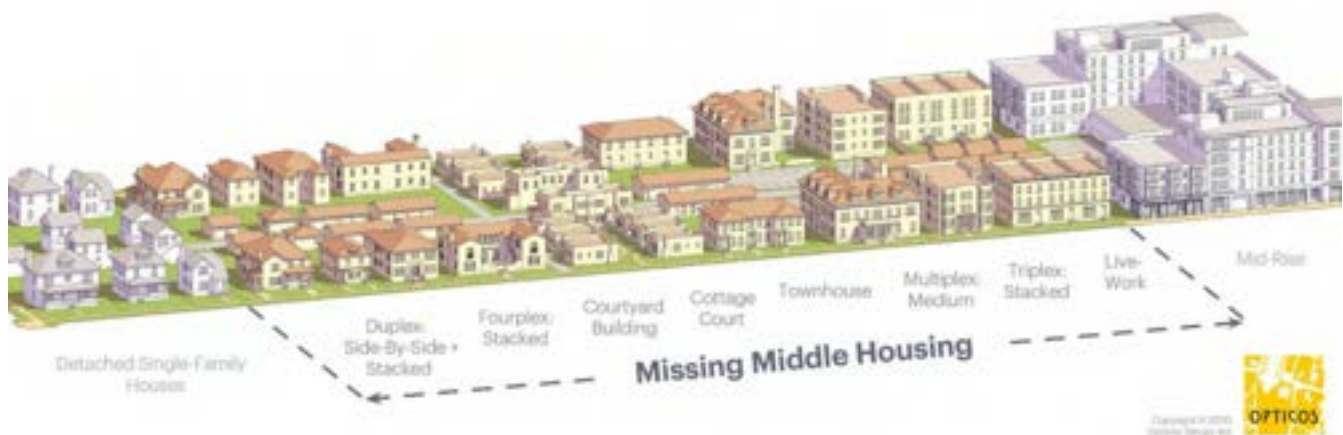 Detached Single-Family
Houses
Duplex:
Side-By-Side +
Stacked
Fourplex:
Stacked
Courtyard
Building
Cottage
Court
Townhouse
Multiplex:
Medium
Triplex:
Stacked
Live-
Work
Mid-Rise
Missing Middle Housing
OPTICOS